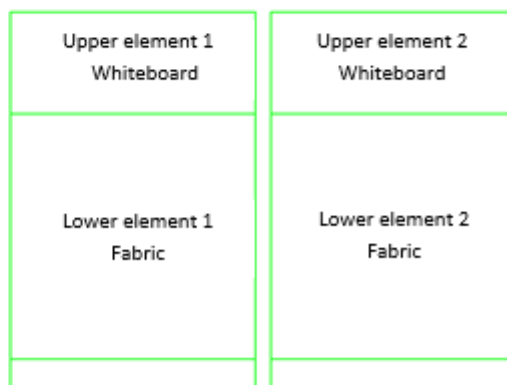 Upper element 1
Whiteboard
Upper element 2
Whiteboard
Lower element 1
Fabric
Lower element 2
Fabric